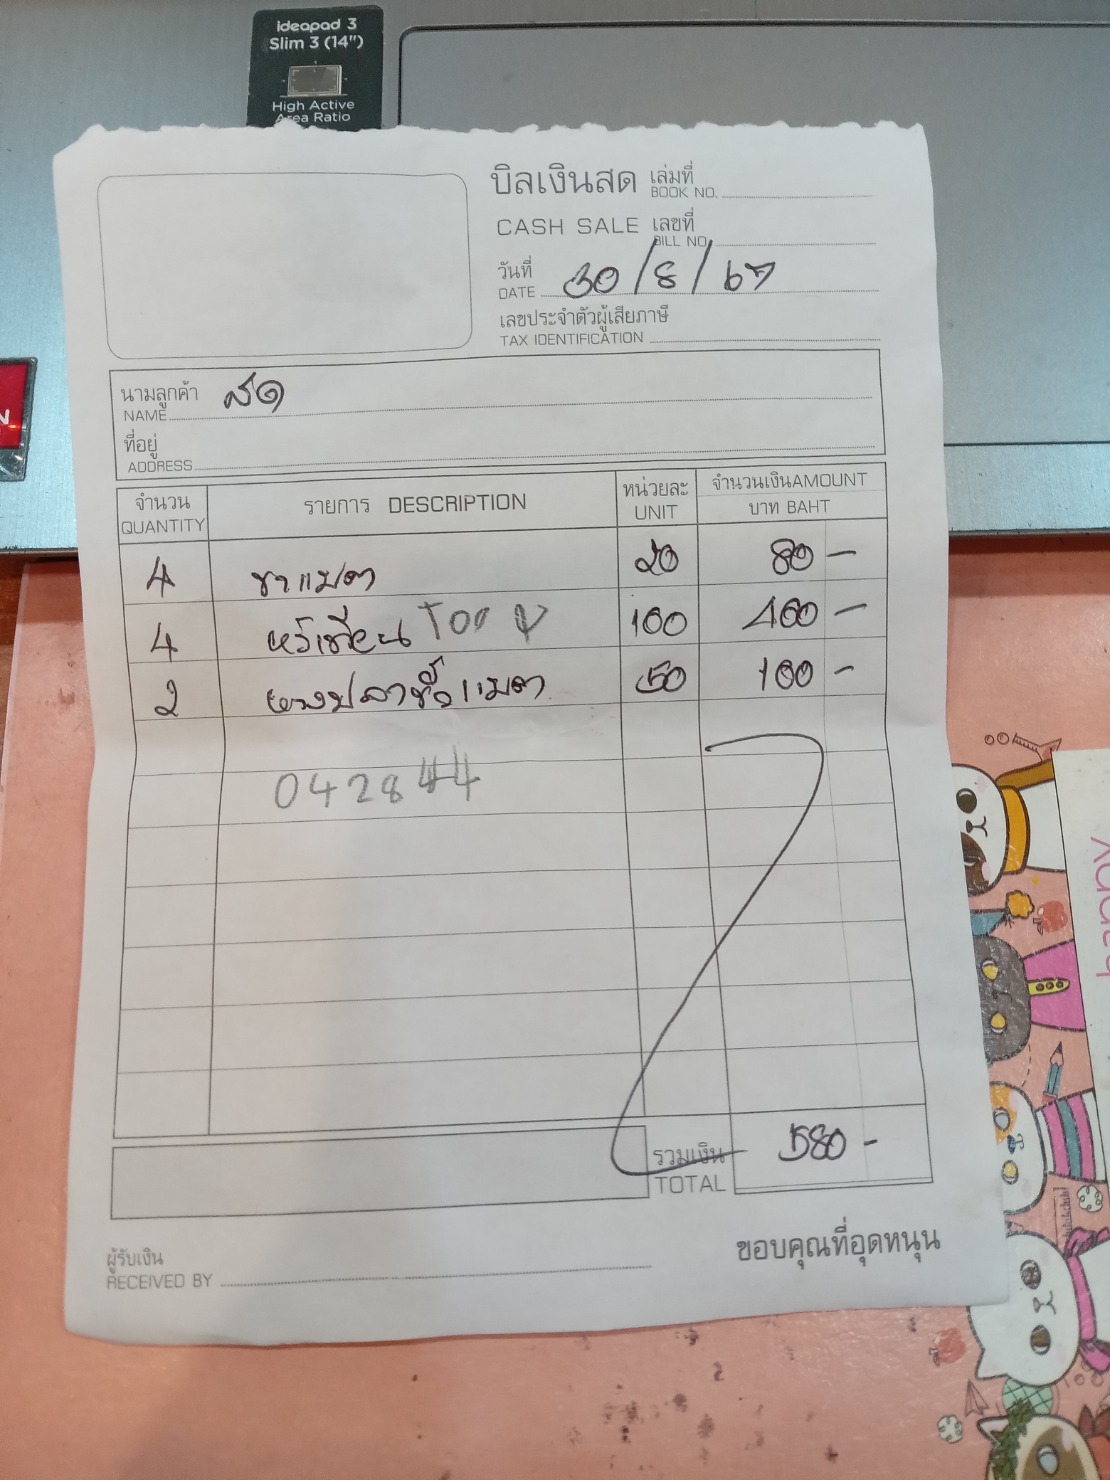 ideapad 3
Slim 3 (14")
High Active
Area Ratio
บิลเงินสด เล่มที่
BOOK NO.
CASH SALE เลขที่
BILL NO.
วันที่
DATE 30/8/67
เลขประจำตัวผู้เสียภาษี
TAX IDENTIFICATION
นามลูกค้า สด
NAME
ที่อยู่
ADDRESS
จำนวน รายการ DESCRIPTION หน่วยละ จำนวนเงินAMOUNT
QUANTITY UNIT บาท BAHT
4 20 80 -
4 100 400 -
2 50 100 -
042844
รวมเงิน 580 -
TOTAL
ขอบคุณที่อุดหนุน
ผู้รับเงิน
RECEIVED BY